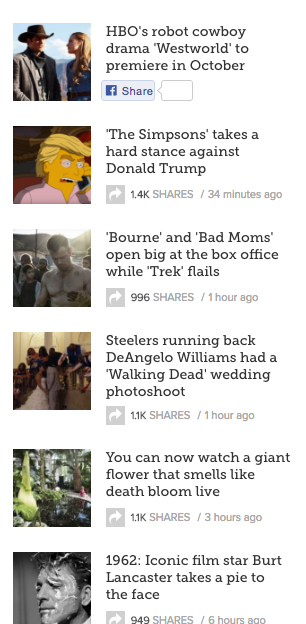 HBO's robot cowboy
drama 'Westworld' to
premiere in October
Share
'The Simpsons' takes a
hard stance against
Donald Trump
1.4K SHARES / 34 minutes ago
'Bourne' and 'Bad Moms'
open big at the box office
while 'Trek' flails
996 SHARES / 1 hour ago
Steelers running back
DeAngelo Williams had a
'Walking Dead' wedding
photoshoot
1.1K SHARES / 1 hour ago
You can now watch a giant
flower that smells like
death bloom live
1.1K SHARES / 3 hours ago
1962: Iconic film star Burt
Lancaster takes a pie to
the face
949 SHARES / 6 hours ago